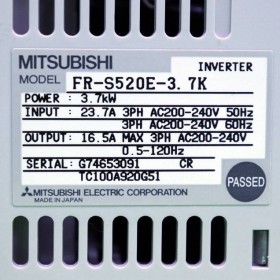 MITSUBISHI INVERTER
MODEL FR-S520E-3.7K
POWER : 3.7kW
INPUT : 23.7A 3PH AC200-240V 50Hz
3PH AC200-240V 60Hz
OUTPUT: 16.5A MAX 3PH AC200-240V
0.5-120Hz
SERIAL: G74653091 CR
TC100A920G51
PASSED
MITSUBISHI ELECTRIC CORPORATION
MADE IN JAPAN